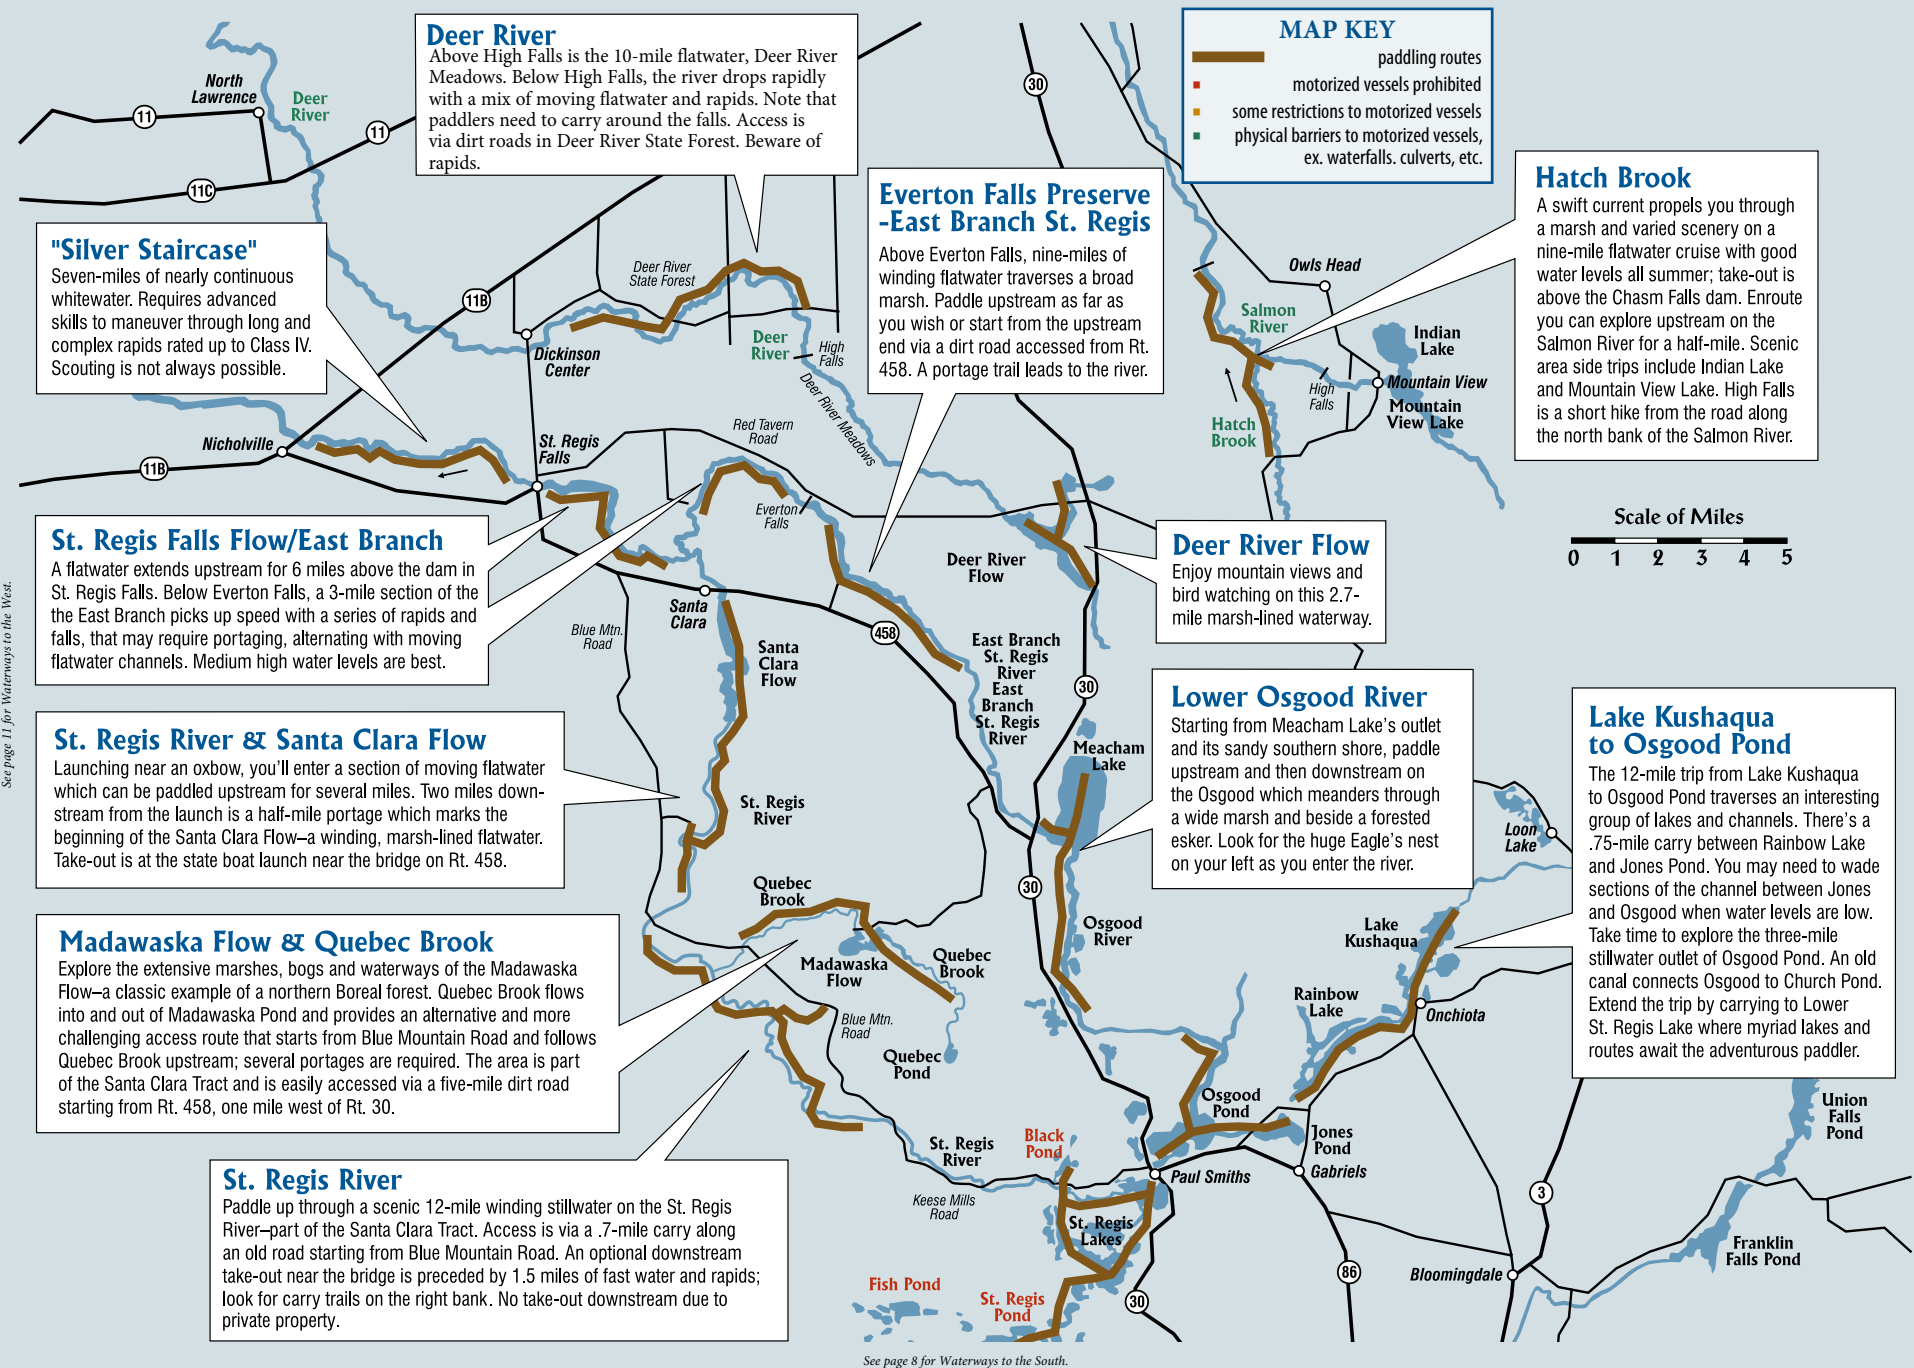 Deer River
Above High Falls is the 10-mile flatwater, Deer River
Meadows. Below High Falls, the river drops rapidly
with a mix of moving flatwater and rapids. Note that
paddlers need to carry around the falls. Access is
via dirt roads in Deer River State Forest. Beware of
rapids.
MAP KEY
paddling routes
motorized vessels prohibited
some restrictions to motorized vessels
physical barriers to motorized vessels,
ex. waterfalls. culverts, etc.
North
Lawrence
Deer
River
11
11
11C
30
Everton Falls Preserve
-East Branch St. Regis
Above Everton Falls, nine-miles of
winding flatwater traverses a broad
marsh. Paddle upstream as far as
you wish or start from the upstream
end via a dirt road accessed from Rt.
458. A portage trail leads to the river.
Hatch Brook
A swift current propels you through
a marsh and varied scenery on a
nine-mile flatwater cruise with good
water levels all summer; take-out is
above the Chasm Falls dam. Enroute
you can explore upstream on the
Salmon River for a half-mile. Scenic
area side trips include Indian Lake
and Mountain View Lake. High Falls
is a short hike from the road along
the north bank of the Salmon River.
"Silver Staircase"
Seven-miles of nearly continuous
whitewater. Requires advanced
skills to maneuver through long and
complex rapids rated up to Class IV.
Scouting is not always possible.
Deer River
State Forest
11B
Dickinson
Center
Deer
River
High
Falls
Deer River Meadows
Owls Head
Salmon
River
Indian
Lake
High
Falls
Mountain View
Mountain
View Lake
Hatch
Brook
Nicholville
11B
St. Regis
Falls
Red Tavern
Road
Everton
Falls
Scale of Miles
0 1 2 3 4 5
St. Regis Falls Flow/East Branch
A flatwater extends upstream for 6 miles above the dam in
St. Regis Falls. Below Everton Falls, a 3-mile section of the
the East Branch picks up speed with a series of rapids and
falls, that may require portaging, alternating with moving
flatwater channels. Medium high water levels are best.
Deer River
Flow
Deer River Flow
Enjoy mountain views and
bird watching on this 2.7-
mile marsh-lined waterway.
Santa
Clara
Blue Mtn.
Road
458
Santa
Clara
Flow
East Branch
St. Regis
River
East
Branch
St. Regis
River
30
See page 11 for Waterways to the West.
St. Regis River & Santa Clara Flow
Launching near an oxbow, you'll enter a section of moving flatwater
which can be paddled upstream for several miles. Two miles down-
stream from the launch is a half-mile portage which marks the
beginning of the Santa Clara Flow–a winding, marsh-lined flatwater.
Take-out is at the state boat launch near the bridge on Rt. 458.
Meacham
Lake
Lower Osgood River
Starting from Meacham Lake's outlet
and its sandy southern shore, paddle
upstream and then downstream on
the Osgood which meanders through
a wide marsh and beside a forested
esker. Look for the huge Eagle's nest
on your left as you enter the river.
Lake Kushaqua
to Osgood Pond
The 12-mile trip from Lake Kushaqua
to Osgood Pond traverses an interesting
group of lakes and channels. There's a
.75-mile carry between Rainbow Lake
and Jones Pond. You may need to wade
sections of the channel between Jones
and Osgood when water levels are low.
Take time to explore the three-mile
stillwater outlet of Osgood Pond. An old
canal connects Osgood to Church Pond.
Extend the trip by carrying to Lower
St. Regis Lake where myriad lakes and
routes await the adventurous paddler.
St. Regis
River
Loon
Lake
30
Quebec
Brook
Osgood
River
Lake
Kushaqua
Madawaska Flow & Quebec Brook
Explore the extensive marshes, bogs and waterways of the Madawaska
Flow–a classic example of a northern Boreal forest. Quebec Brook flows
into and out of Madawaska Pond and provides an alternative and more
challenging access route that starts from Blue Mountain Road and follows
Quebec Brook upstream; several portages are required. The area is part
of the Santa Clara Tract and is easily accessed via a five-mile dirt road
starting from Rt. 458, one mile west of Rt. 30.
Madawaska
Flow
Quebec
Brook
Blue Mtn.
Road
Quebec
Pond
Rainbow
Lake
Onchiota
Osgood
Pond
Jones
Pond
Gabriels
Union
Falls
Pond
St. Regis
River
Black
Pond
Paul Smiths
Keese Mills
Road
St. Regis
Lakes
3
Franklin
Falls Pond
St. Regis River
Paddle up through a scenic 12-mile winding stillwater on the St. Regis
River–part of the Santa Clara Tract. Access is via a .7-mile carry along
an old road starting from Blue Mountain Road. An optional downstream
take-out near the bridge is preceded by 1.5 miles of fast water and rapids;
look for carry trails on the right bank. No take-out downstream due to
private property.
Fish Pond
St. Regis
Pond
30
86
Bloomingdale
See page 8 for Waterways to the South.